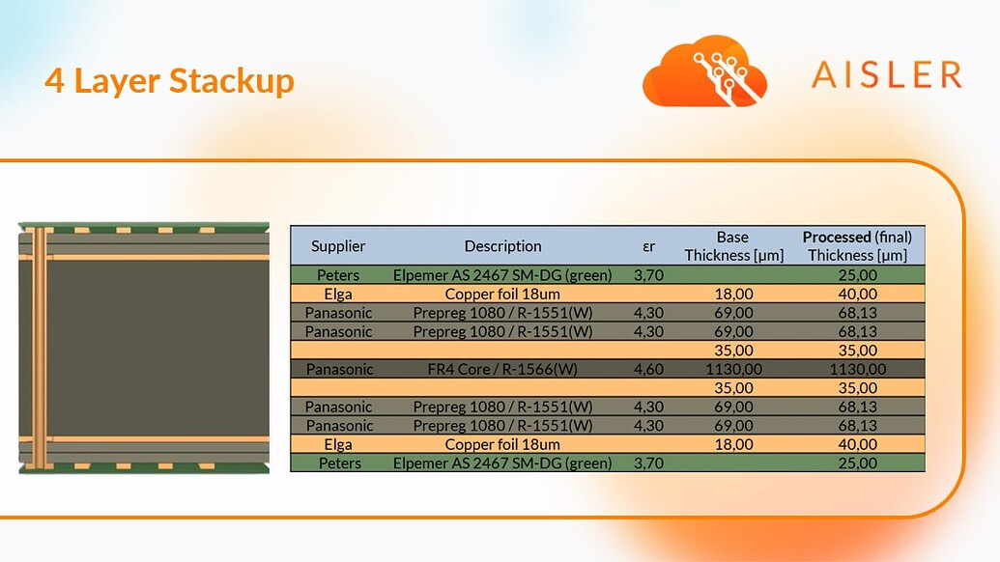 4 Layer Stackup
AISLER
Supplier Description εr Base Thickness [µm] Processed (final) Thickness [µm]
Peters Elpemer AS 2467 SM-DG (green) 3,70 25,00
Elga Copper foil 18um 18,00 40,00
Panasonic Prepreg 1080 / R-1551(W) 4,30 69,00 68,13
Panasonic Prepreg 1080 / R-1551(W) 4,30 69,00 68,13
35,00 35,00
Panasonic FR4 Core / R-1566(W) 4,60 1130,00 1130,00
35,00 35,00
Panasonic Prepreg 1080 / R-1551(W) 4,30 69,00 68,13
Panasonic Prepreg 1080 / R-1551(W) 4,30 69,00 68,13
Elga Copper foil 18um 18,00 40,00
Peters Elpemer AS 2467 SM-DG (green) 3,70 25,00